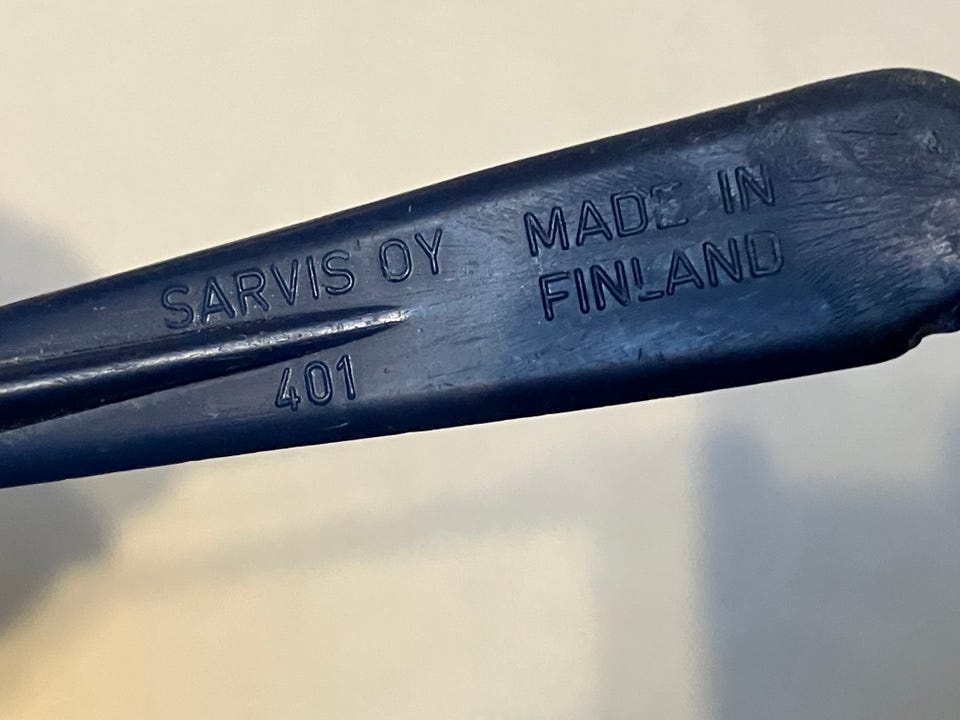 SARVIS OY
401
MADE IN
FINLAND